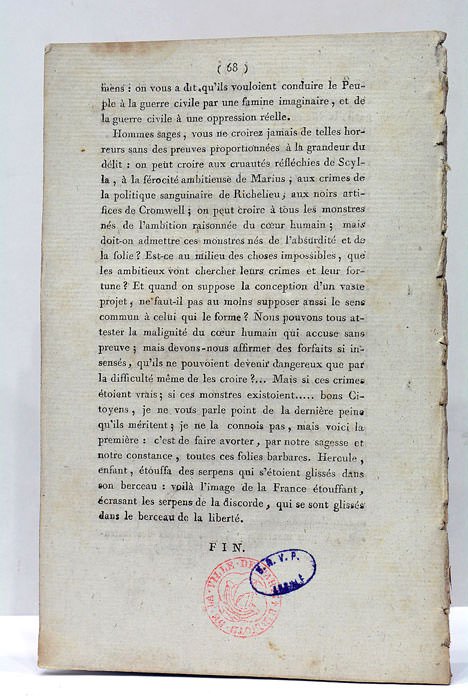 ( 68 )
mens : on vous a dit qu'ils vouloient conduire le Peu-
ple à la guerre civile par une famine imaginaire, et de
la guerre civile à une oppression réelle.
Hommes sages, vous ne croirez jamais de telles hor-
reurs sans des preuves proportionnées à la grandeur du
délit : on peut croire aux cruautés réfléchies de Scyl-
la, à la férocité ambitieuse de Marius, aux crimes de
la politique sanguinaire de Richelieu, aux noirs arti-
fices de Cromwell ; on peut croire à tous les monstres
nés de l'ambition raisonnée du cœur humain ; mais
doit-on admettre ces monstres nés de l'absurdité et de
la folie ? Est-ce au milieu des choses impossibles, que
les ambitieux vont chercher leurs crimes et leur for-
tune ? Et quand on suppose la conception d'un vaste
projet, ne faut-il pas au moins supposer anssi le sens
commun à celui qui le forme ? Nous pouvons tous at-
tester la malignité du cœur humain qui accuse sans
preuve ; mais devons-nous affirmer des forfaits si in-
sensés, qu'ils ne pouvoient devenir dangereux que par
la difficulté même de les croire ?... Mais si ces crimes
étoient vrais ; si ces monstres existoient..... bons Ci-
toyens, je ne vous parle point de la dernière peine
qu'ils méritent ; je ne la connois pas, mais voici la
première : c'est de faire avorter, par notre sagesse et
notre constance, toutes ces folies barbares. Hercule,
enfant, étouffa des serpens qui s'étoient glissés dans
son berceau : voilà l'image de la France étouffant,
écrasant les serpens de la discorde, qui se sont glissés
dans le berceau de la liberté.
FIN.
B. H. V. P.
LA VILLE DE